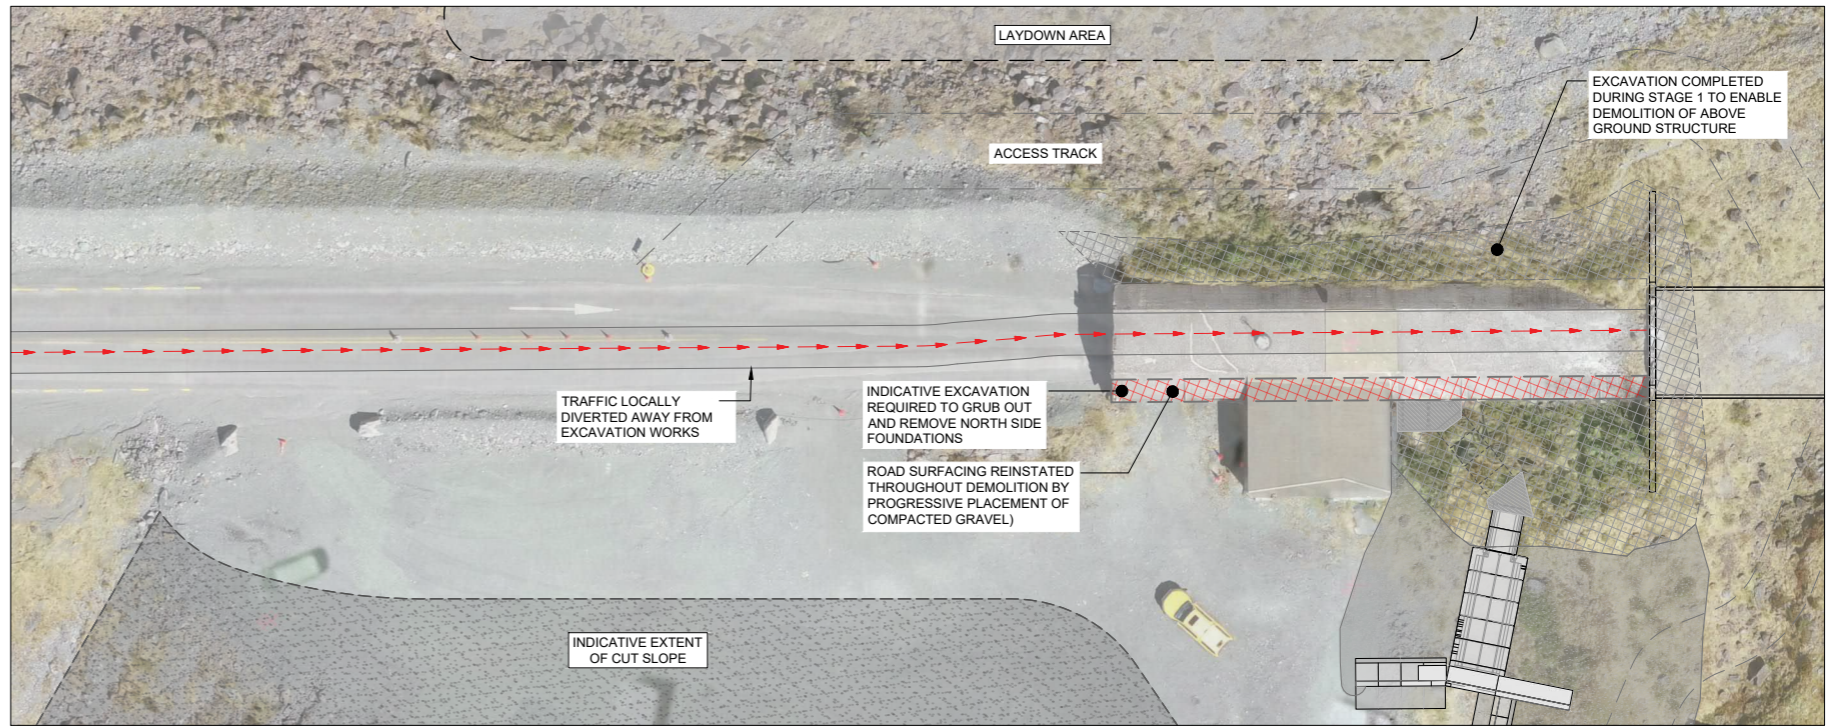 LAYDOWN AREA
EXCAVATION COMPLETED
DURING STAGE 1 TO ENABLE
DEMOLITION OF ABOVE
GROUND STRUCTURE
ACCESS TRACK
TRAFFIC LOCALLY
DIVERTED AWAY FROM
EXCAVATION WORKS
INDICATIVE EXCAVATION
REQUIRED TO GRUB OUT
AND REMOVE NORTH SIDE
FOUNDATIONS
ROAD SURFACING REINSTATED
THROUGHOUT DEMOLITION BY
PROGRESSIVE PLACEMENT OF
COMPACTED GRAVEL)
INDICATIVE EXTENT
OF CUT SLOPE